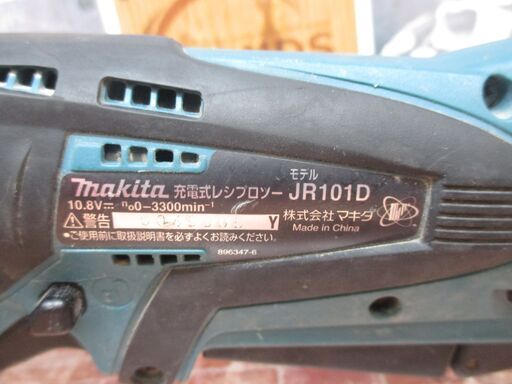 makita 充電式レシプロソー モデル JR101D
10.8V⎓ n₀0-3300min⁻¹
株式会社マキタ
Made in China
⚠警告 Y
●ご使用前に取扱説明書を必ずよくお読みください。
896347-6